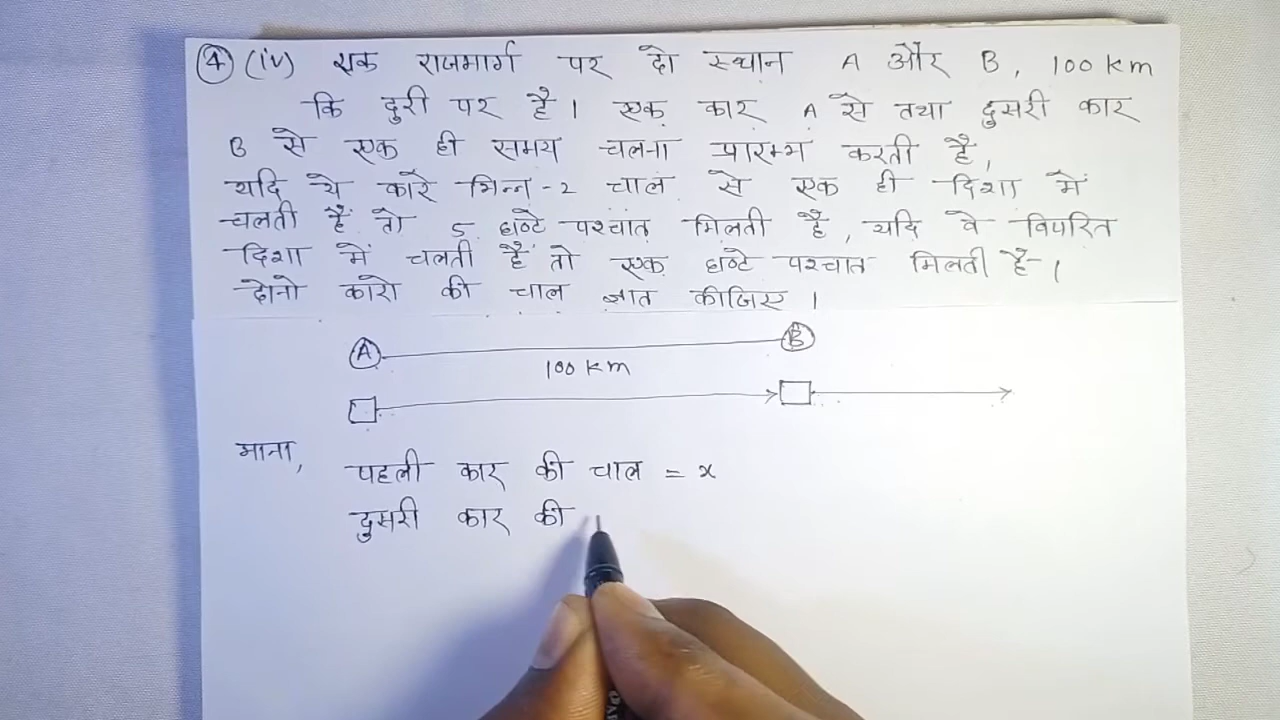 ④ (iv) एक राजमार्ग पर दो स्थान A और B, 100 km
कि दुरी पर है। एक कार A से तथा दुसरी कार
B से एक ही समय चलना प्रारम्भ करती है,
यदि ये कारे भिन्न-2 चाल से एक ही दिशा में
चलती हैं तो 5 घण्टे पश्चात मिलती है, यदि वे विपरित
दिशा में चलती हैं तो एक घण्टे पश्चात मिलती है।
दोनो कारो की चाल ज्ञात कीजिए।
A B
100 km
माना,
पहली कार की चाल = x
दुसरी कार की